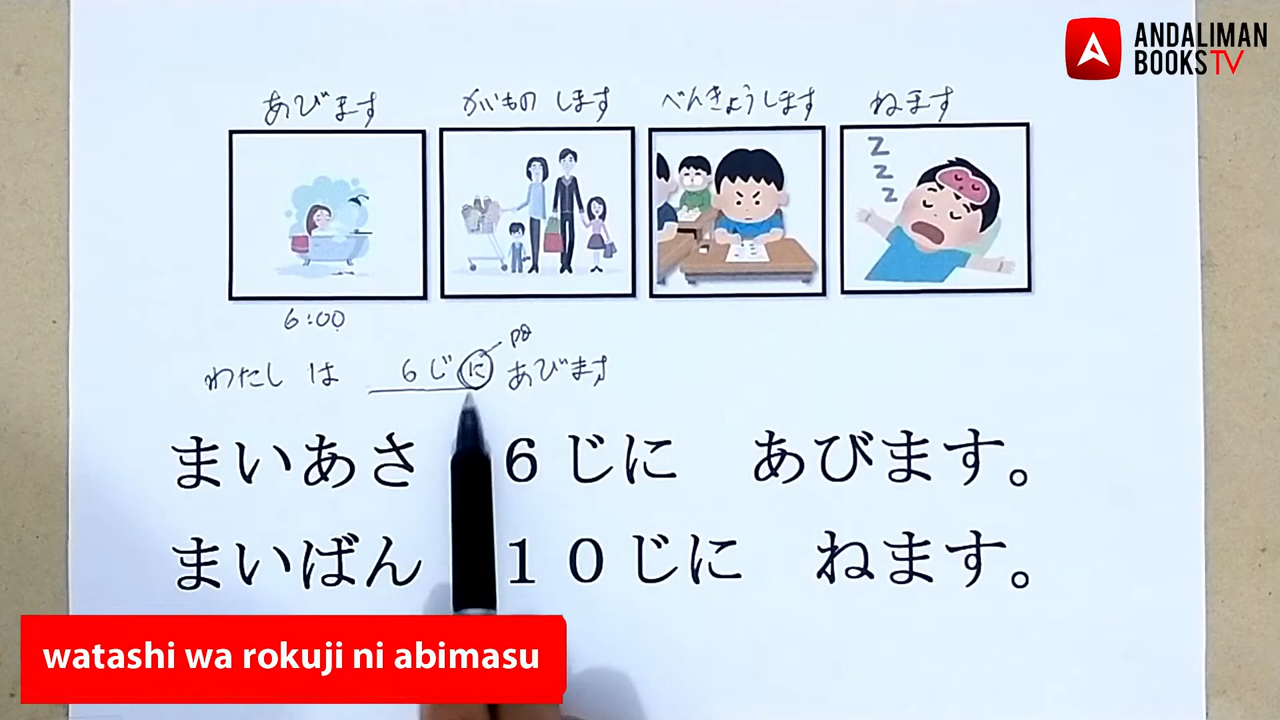 ANDALIMAN
BOOKSTV
あびます
がいもの します
べんきょうします
ねます
Z
Z
Z
6:00
pa
わたし は 6じに あびます
まいあさ 6じに あびます。
まいばん 10じに ねます。
watashi wa rokuji ni abimasu